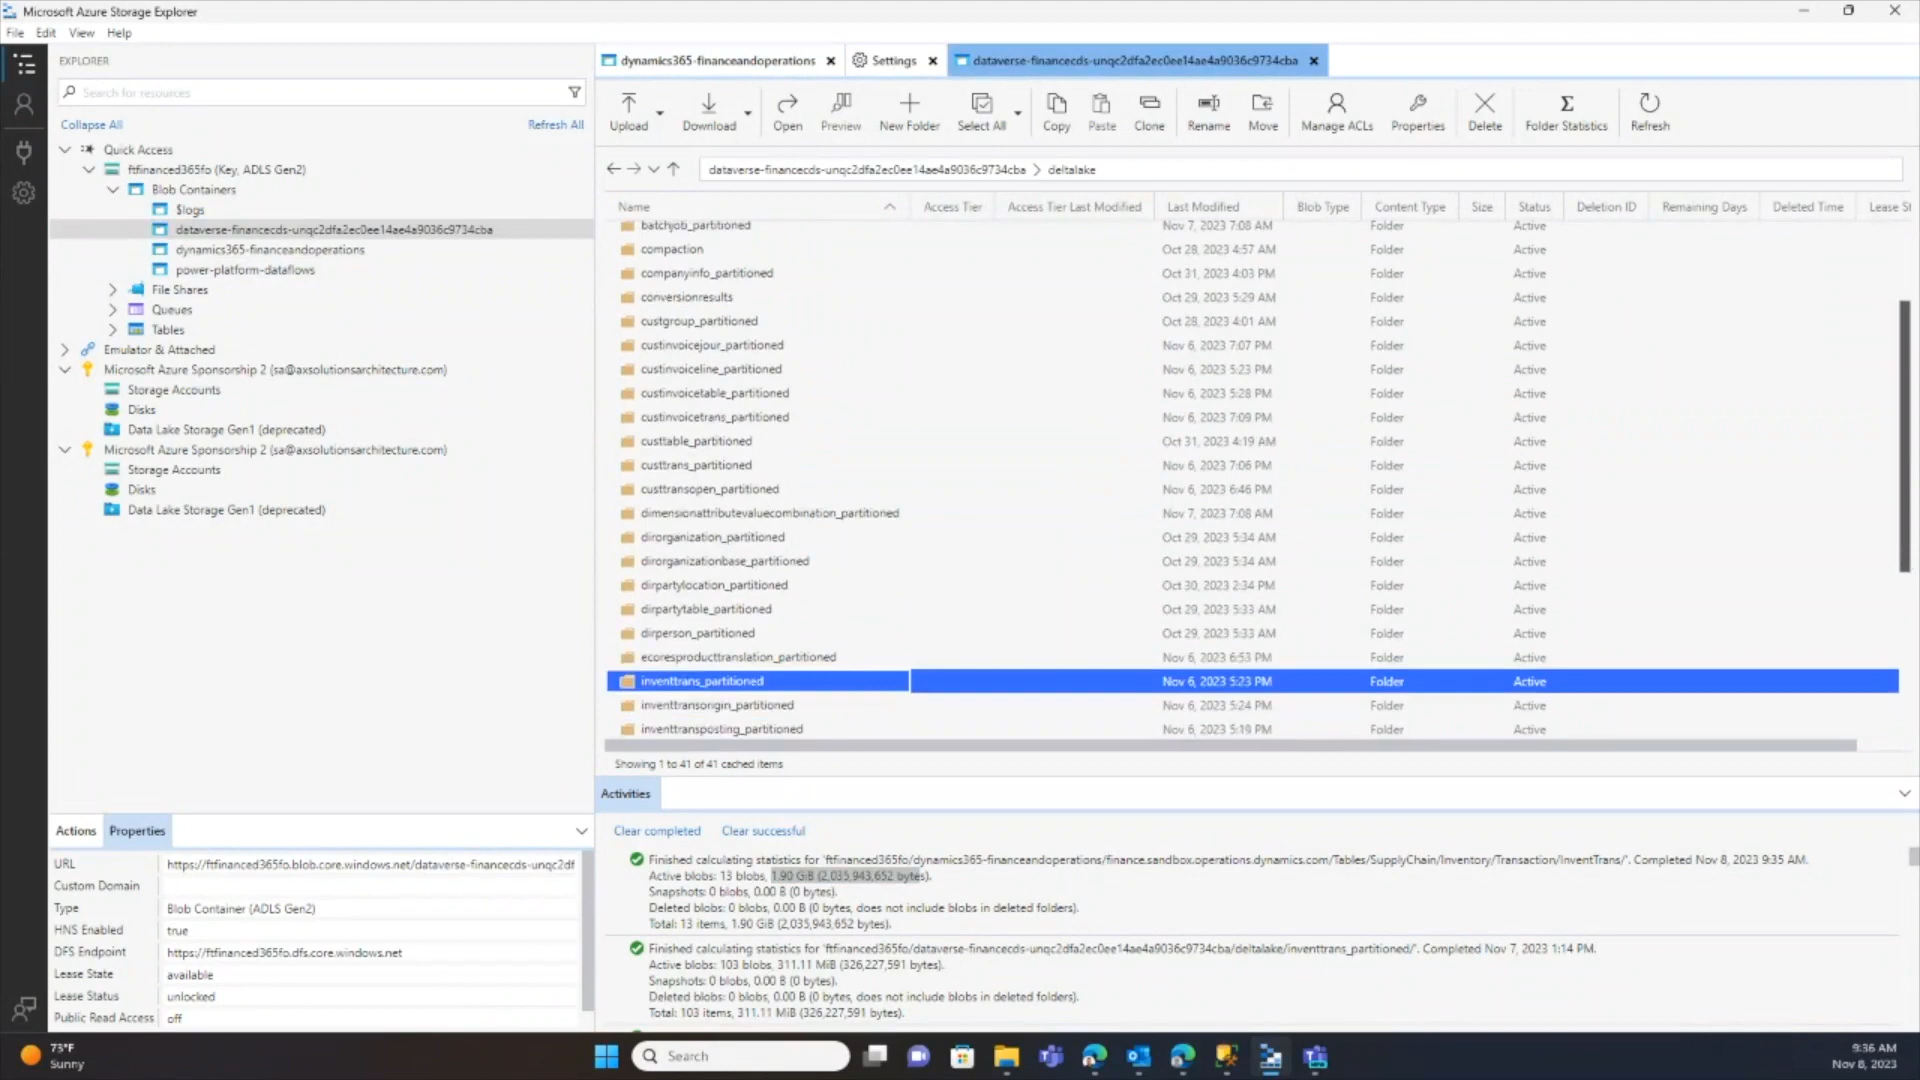 Microsoft Azure Storage Explorer
File Edit View Help
EXPLORER
Search for resources
Collapse All Refresh All
Quick Access
ftfinanced365fo (Key, ADLS Gen2)
Blob Containers
$logs
dataverse-financecds-unqc2dfa2ec0ee14ae4a9036c9734cba
dynamics365-financeandoperations
power-platform-dataflows
File Shares
Queues
Tables
Emulator & Attached
Microsoft Azure Sponsorship 2 (sa@axsolutionsarchitecture.com)
Storage Accounts
Disks
Data Lake Storage Gen1 (deprecated)
Microsoft Azure Sponsorship 2 (sa@axsolutionsarchitecture.com)
Storage Accounts
Disks
Data Lake Storage Gen1 (deprecated)
Actions Properties
URL https://ftfinanced365fo.blob.core.windows.net/dataverse-financecds-unqc2df
Custom Domain
Type Blob Container (ADLS Gen2)
HNS Enabled true
DFS Endpoint https://ftfinanced365fo.dfs.core.windows.net
Lease State available
Lease Status unlocked
Public Read Access off
dynamics365-financeandoperations Settings dataverse-financecds-unqc2dfa2ec0ee14ae4a9036c9734cba
Upload Download Open Preview New Folder Select All Copy Paste Clone Rename Move Manage ACLs Properties Delete Folder Statistics Refresh
dataverse-financecds-unqc2dfa2ec0ee14ae4a9036c9734cba > deltalake
Name Access Tier Access Tier Last Modified Last Modified Blob Type Content Type Size Status Deletion ID Remaining Days Deleted Time Lease St
batchjob_partitioned Nov 7, 2023 7:08 AM Folder Active
compaction Oct 28, 2023 4:57 AM Folder Active
companyinfo_partitioned Oct 31, 2023 4:03 PM Folder Active
conversionresults Oct 29, 2023 5:29 AM Folder Active
custgroup_partitioned Oct 28, 2023 4:01 AM Folder Active
custinvoicejour_partitioned Nov 6, 2023 7:07 PM Folder Active
custinvoiceline_partitioned Nov 6, 2023 5:23 PM Folder Active
custinvoicetable_partitioned Nov 6, 2023 5:28 PM Folder Active
custinvoicetrans_partitioned Nov 6, 2023 7:09 PM Folder Active
custtable_partitioned Oct 31, 2023 4:19 AM Folder Active
custtrans_partitioned Nov 6, 2023 7:06 PM Folder Active
custtransopen_partitioned Nov 6, 2023 6:46 PM Folder Active
dimensionattributevaluecombination_partitioned Nov 7, 2023 7:08 AM Folder Active
dirorganization_partitioned Oct 29, 2023 5:34 AM Folder Active
dirorganizationbase_partitioned Oct 29, 2023 5:34 AM Folder Active
dirpartylocation_partitioned Oct 30, 2023 2:34 PM Folder Active
dirpartytable_partitioned Oct 29, 2023 5:33 AM Folder Active
dirperson_partitioned Oct 29, 2023 5:33 AM Folder Active
ecoresproducttranslation_partitioned Nov 6, 2023 6:53 PM Folder Active
inventtrans_partitioned Nov 6, 2023 5:23 PM Folder Active
inventtransorigin_partitioned Nov 6, 2023 5:24 PM Folder Active
inventtransposting_partitioned Nov 6, 2023 5:19 PM Folder Active
Showing 1 to 41 of 41 cached items
Activities
Clear completed Clear successful
Finished calculating statistics for 'ftfinanced365fo/dynamics365-financeandoperations/finance.sandbox.operations.dynamics.com/Tables/SupplyChain/Inventory/Transaction/InventTrans/'. Completed Nov 8, 2023 9:35 AM.
Active blobs: 13 blobs, 1.90 GiB (2,035,943,652 bytes).
Snapshots: 0 blobs, 0.00 B (0 bytes).
Deleted blobs: 0 blobs, 0.00 B (0 bytes, does not include blobs in deleted folders).
Total: 13 items, 1.90 GiB (2,035,943,652 bytes).
Finished calculating statistics for 'ftfinanced365fo/dataverse-financecds-unqc2dfa2ec0ee14ae4a9036c9734cba/deltalake/inventtrans_partitioned/'. Completed Nov 7, 2023 1:14 PM.
Active blobs: 103 blobs, 311.11 MiB (326,227,591 bytes).
Snapshots: 0 blobs, 0.00 B (0 bytes).
Deleted blobs: 0 blobs, 0.00 B (0 bytes, does not include blobs in deleted folders).
Total: 103 items, 311.11 MiB (326,227,591 bytes).
73°F
Sunny
Search
9:36 AM
Nov 8, 2023